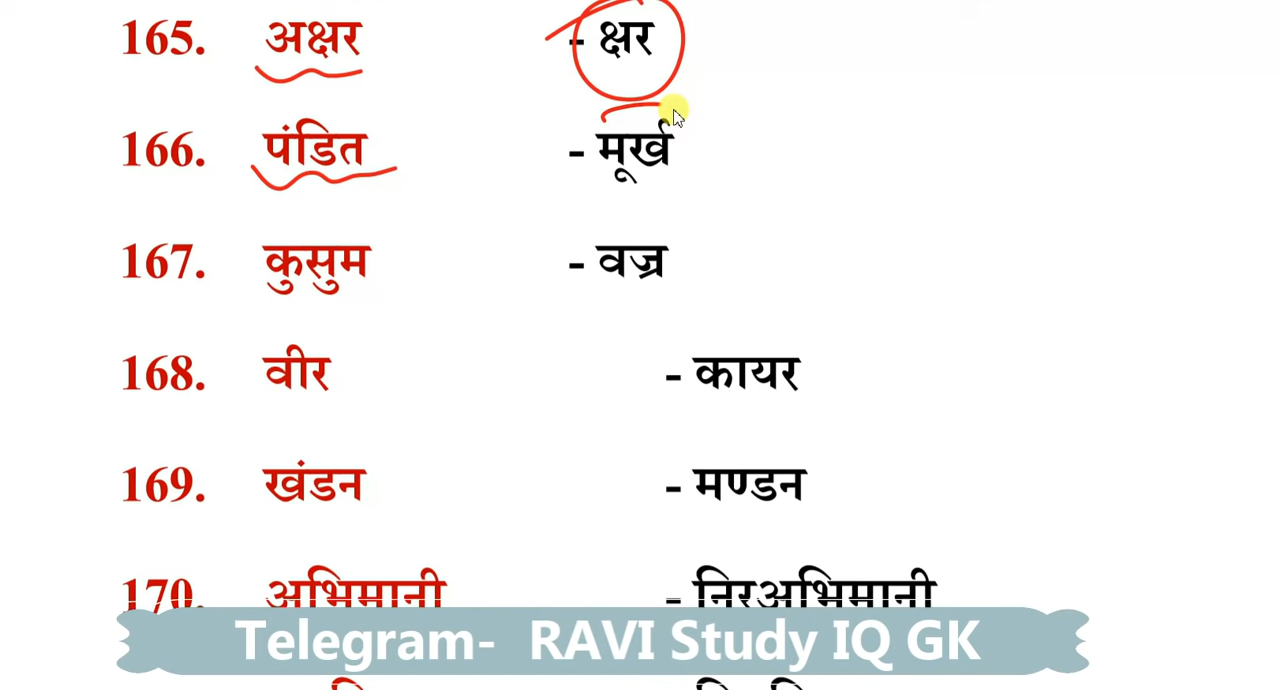 165. अक्षर - क्षर
166. पंडित - मूर्ख
167. कुसुम - वज्र
168. वीर - कायर
169. खंडन - मण्डन
170. अभिमानी - निरअभिमानी
Telegram- RAVI Study IQ GK